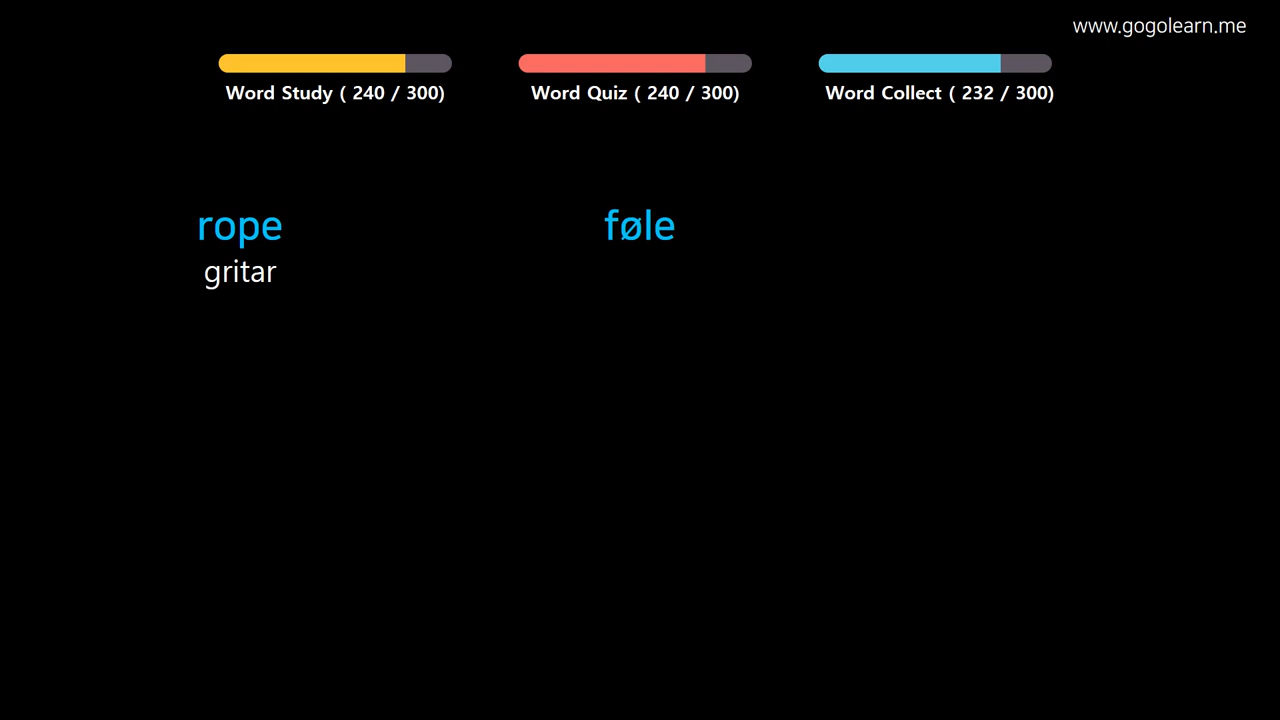 www.gogolearn.me
Word Study ( 240 / 300)
Word Quiz ( 240 / 300)
Word Collect ( 232 / 300)
rope
gritar
føle